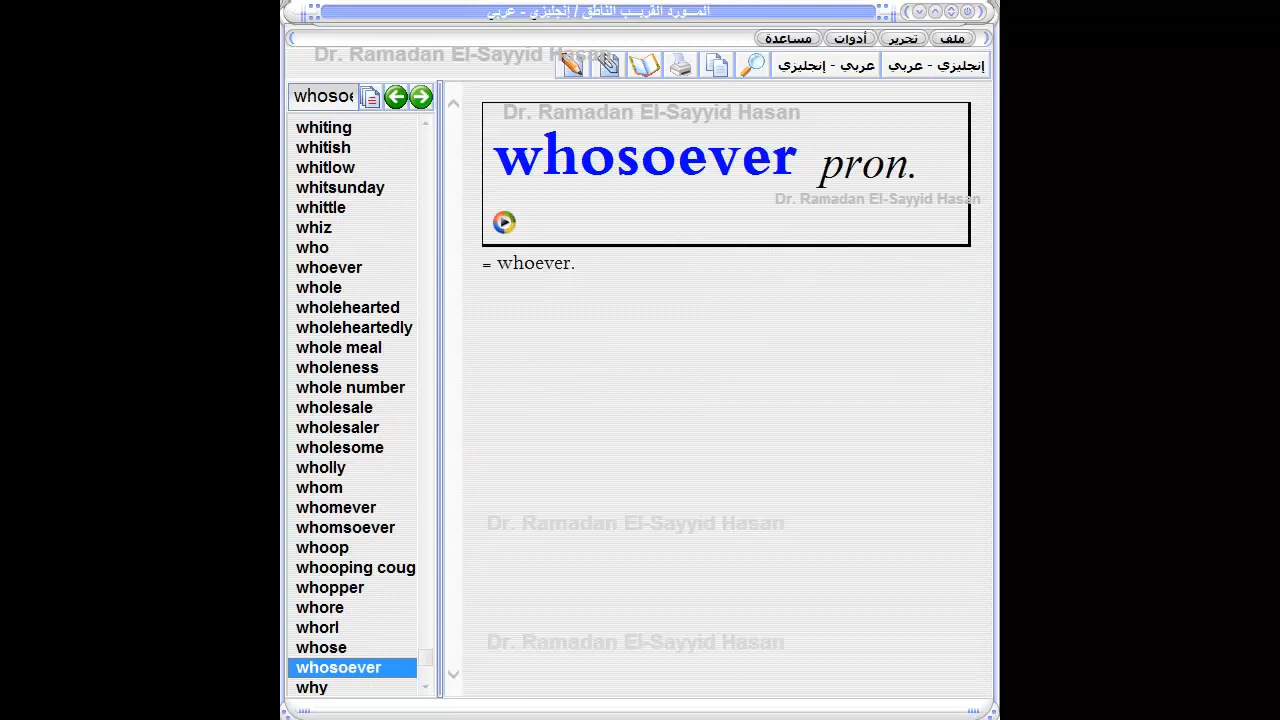 المـورد القريـب الناطق / إنجليزي - عربي
ملف تحرير أدوات مساعدة
Dr. Ramadan El-Sayyid Hasan
إنجليزي - عربي عربي - إنجليزي
whosoe
Dr. Ramadan El-Sayyid Hasan
whosoever pron.
Dr. Ramadan El-Sayyid Hasan
= whoever.
whiting
whitish
whitlow
whitsunday
whittle
whiz
who
whoever
whole
wholehearted
wholeheartedly
whole meal
wholeness
whole number
wholesale
wholesaler
wholesome
wholly
whom
whomever
whomsoever
whoop
whooping coug
whopper
whore
whorl
whose
whosoever
why
Dr. Ramadan El-Sayyid Hasan
Dr. Ramadan El-Sayyid Hasan